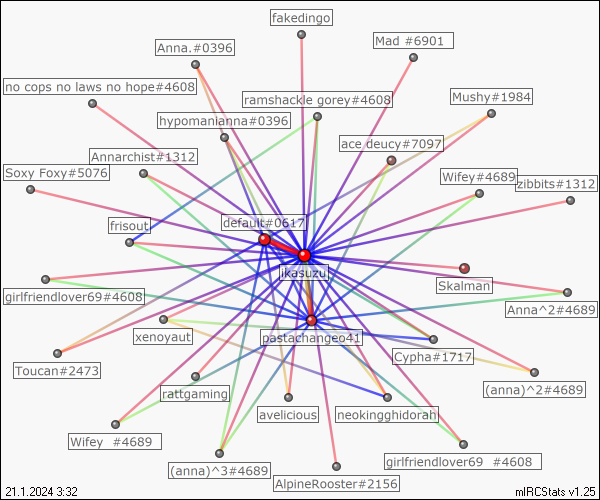 fakedingo
Anna.#0396
Mad #6901
no cops no laws no hope#4608
ramshackle gorey#4608
Mushy#1984
hypomanianna#0396
ace deucy#7097
Annarchist#1312
Soxy Foxy#5076
Wifey#4689
zibbits#1312
frisout
default#0617
ikasuzu
Skalman
girlfriendlover69#4608
Anna^2#4689
xenoyaut
pastachangeo41
Cypha#1717
Toucan#2473
rattgaming
(anna)^2#4689
avelicious
neokingghidorah
Wifey #4689
(anna)^3#4689
girlfriendlover69 #4608
AlpineRooster#2156
21.1.2024 3:32
mIRCStats v1.25